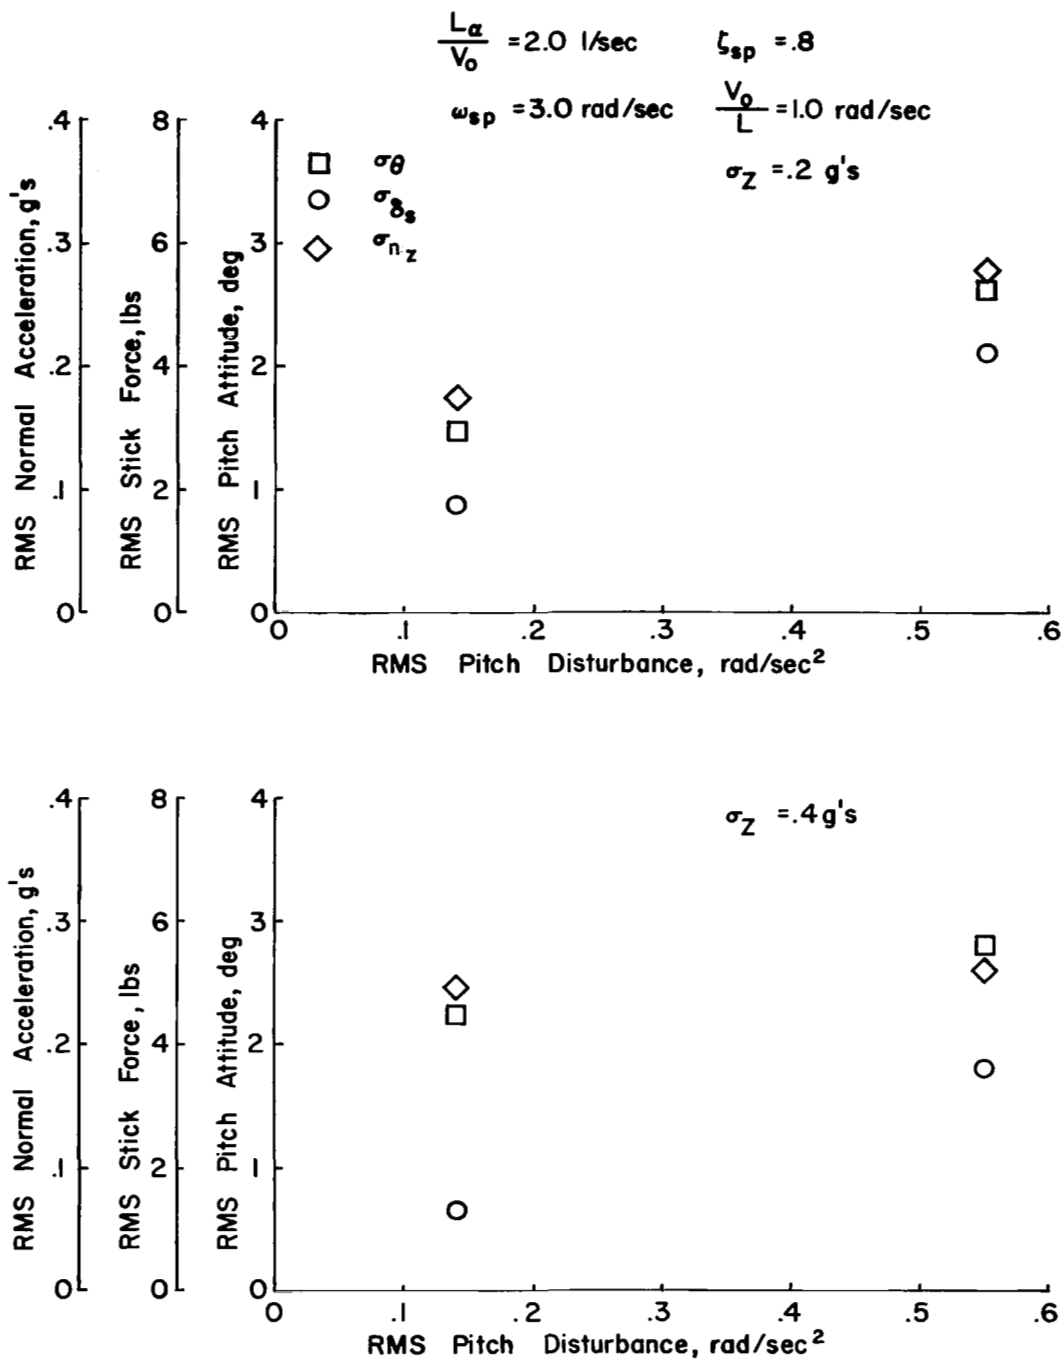 Lα/V₀ = 2.0 1/sec
ζsp = .8
ωsp = 3.0 rad/sec
V₀/L = 1.0 rad/sec
σZ = .2 g's
σθ
σδs
σnz
RMS Normal Acceleration, g's
.4
.3
.2
.1
0
RMS Stick Force, lbs
8
6
4
2
0
RMS Pitch Attitude, deg
4
3
2
1
0
0 .1 .2 .3 .4 .5 .6
RMS Pitch Disturbance, rad/sec²
σZ = .4 g's
RMS Normal Acceleration, g's
.4
.3
.2
.1
0
RMS Stick Force, lbs
8
6
4
2
0
RMS Pitch Attitude, deg
4
3
2
1
0
0 .1 .2 .3 .4 .5 .6
RMS Pitch Disturbance, rad/sec²